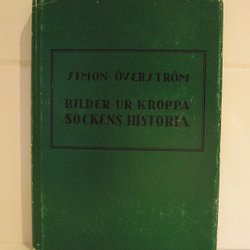 SIMON ÖVERSTRÖM
BILDER UR KROPPA
SOCKENS HISTORIA